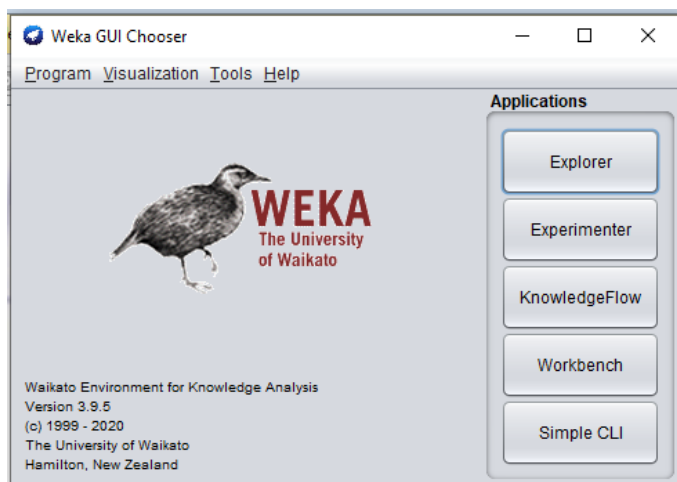 Weka GUI Chooser
Program Visualization Tools Help
Applications
Explorer
Experimenter
KnowledgeFlow
Workbench
Simple CLI
WEKA
The University
of Waikato
Waikato Environment for Knowledge Analysis
Version 3.9.5
(c) 1999 - 2020
The University of Waikato
Hamilton, New Zealand